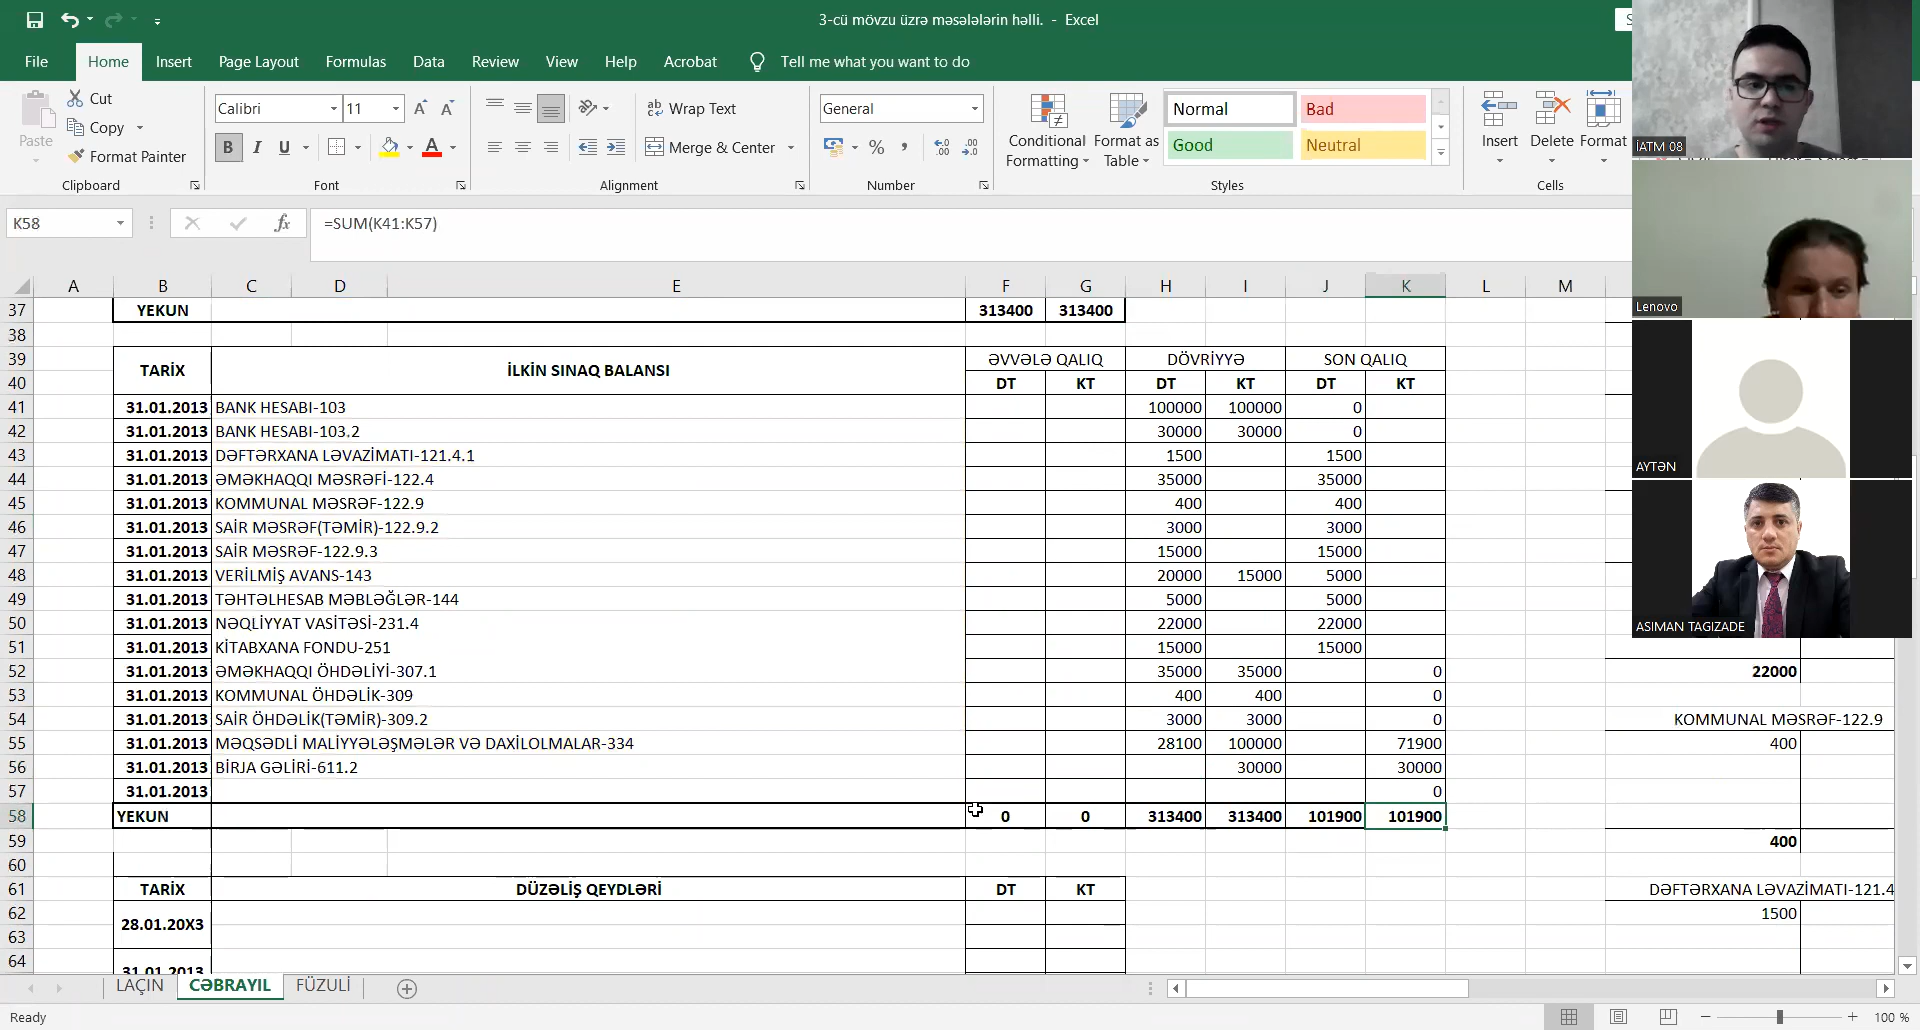 3-cü mövzu üzrə məsələlərin həlli. - Excel
File Home Insert Page Layout Formulas Data Review View Help Acrobat Tell me what you want to do
Paste
Cut
Copy
Format Painter
Calibri 11
B I U
Wrap Text
Merge & Center
General
% ,
Conditional Formatting
Format as Table
Normal Bad
Good Neutral
Insert Delete Format
Clipboard Font Alignment Number Styles Cells
K58 fx =SUM(K41:K57)
A B C D E F G H I J K L M
37 YEKUN 313400 313400
38
39 TARİX İLKİN SINAQ BALANSI ƏVVƏLƏ QALIQ DÖVRİYYƏ SON QALIQ
40 DT KT DT KT DT KT
41 31.01.2013 BANK HESABI-103 100000 100000 0
42 31.01.2013 BANK HESABI-103.2 30000 30000 0
43 31.01.2013 DƏFTƏRXANA LƏVAZİMATI-121.4.1 1500 1500
44 31.01.2013 ƏMƏKHAQQI MƏSRƏFİ-122.4 35000 35000
45 31.01.2013 KOMMUNAL MƏSRƏF-122.9 400 400
46 31.01.2013 SAİR MƏSRƏF(TƏMİR)-122.9.2 3000 3000
47 31.01.2013 SAİR MƏSRƏF-122.9.3 15000 15000
48 31.01.2013 VERİLMİŞ AVANS-143 20000 15000 5000
49 31.01.2013 TƏHTƏLHESAB MƏBLƏĞLƏR-144 5000 5000
50 31.01.2013 NƏQLİYYAT VASİTƏSİ-231.4 22000 22000
51 31.01.2013 KİTABXANA FONDU-251 15000 15000
52 31.01.2013 ƏMƏKHAQQI ÖHDƏLİYİ-307.1 35000 35000 0 22000
53 31.01.2013 KOMMUNAL ÖHDƏLİK-309 400 400 0
54 31.01.2013 SAİR ÖHDƏLİK(TƏMİR)-309.2 3000 3000 0 KOMMUNAL MƏSRƏF-122.9
55 31.01.2013 MƏQSƏDLİ MALİYYƏLƏŞMƏLƏR VƏ DAXİLOLMALAR-334 28100 100000 71900 400
56 31.01.2013 BİRJA GƏLİRİ-611.2 30000 30000
57 31.01.2013 0
58 YEKUN 0 0 313400 313400 101900 101900
59 400
60
61 TARİX DÜZƏLİŞ QEYDLƏRİ DT KT DƏFTƏRXANA LƏVAZİMATI-121.4
62 1500
28.01.20X3
63
64
31.01.2013
LAÇIN CƏBRAYIL FÜZULİ
Ready 100 %
İATM 08
Lenovo
AYTƏN
ASIMAN TAGIZADE